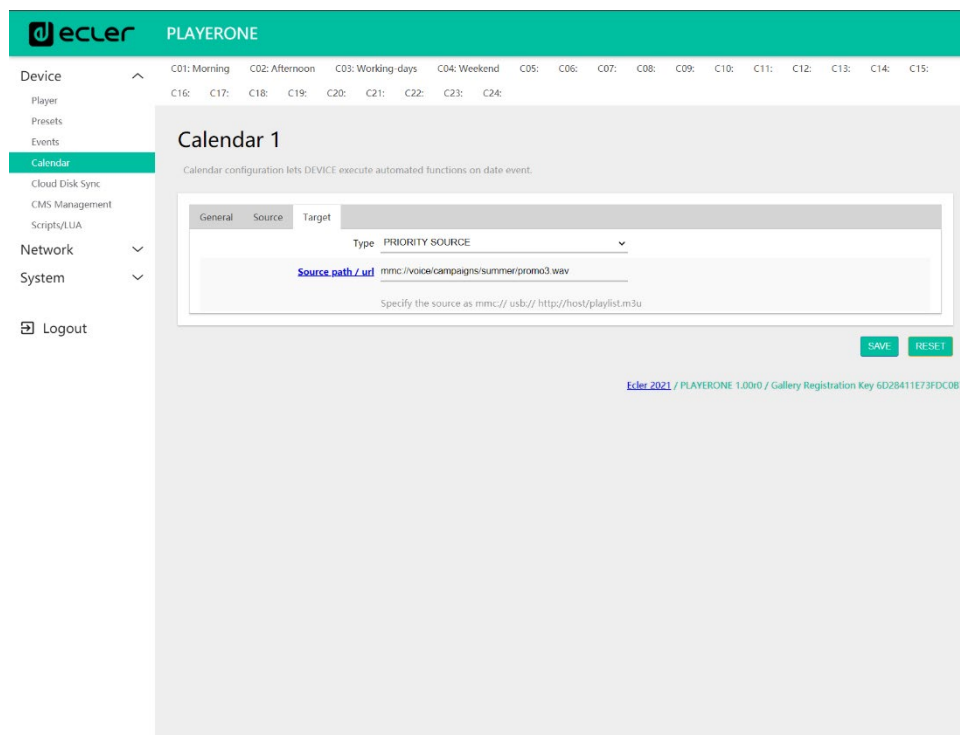 ecler PLAYERONE
Device
Player
Presets
Events
Calendar
Cloud Disk Sync
CMS Management
Scripts/LUA
Network
System
Logout
C01: Morning C02: Afternoon C03: Working-days C04: Weekend C05: C06: C07: C08: C09: C10: C11: C12: C13: C14: C15:
C16: C17: C18: C19: C20: C21: C22: C23: C24:
Calendar 1
Calendar configuration lets DEVICE execute automated functions on date event.
General Source Target
Type PRIORITY SOURCE
Source path / url mmc://voice/campaigns/summer/promo3.wav
Specify the source as mmc:// usb:// http://host/playlist.m3u
SAVE RESET
Ecler 2021 / PLAYERONE 1.00r0 / Gallery Registration Key 6D28411E73FDC0B